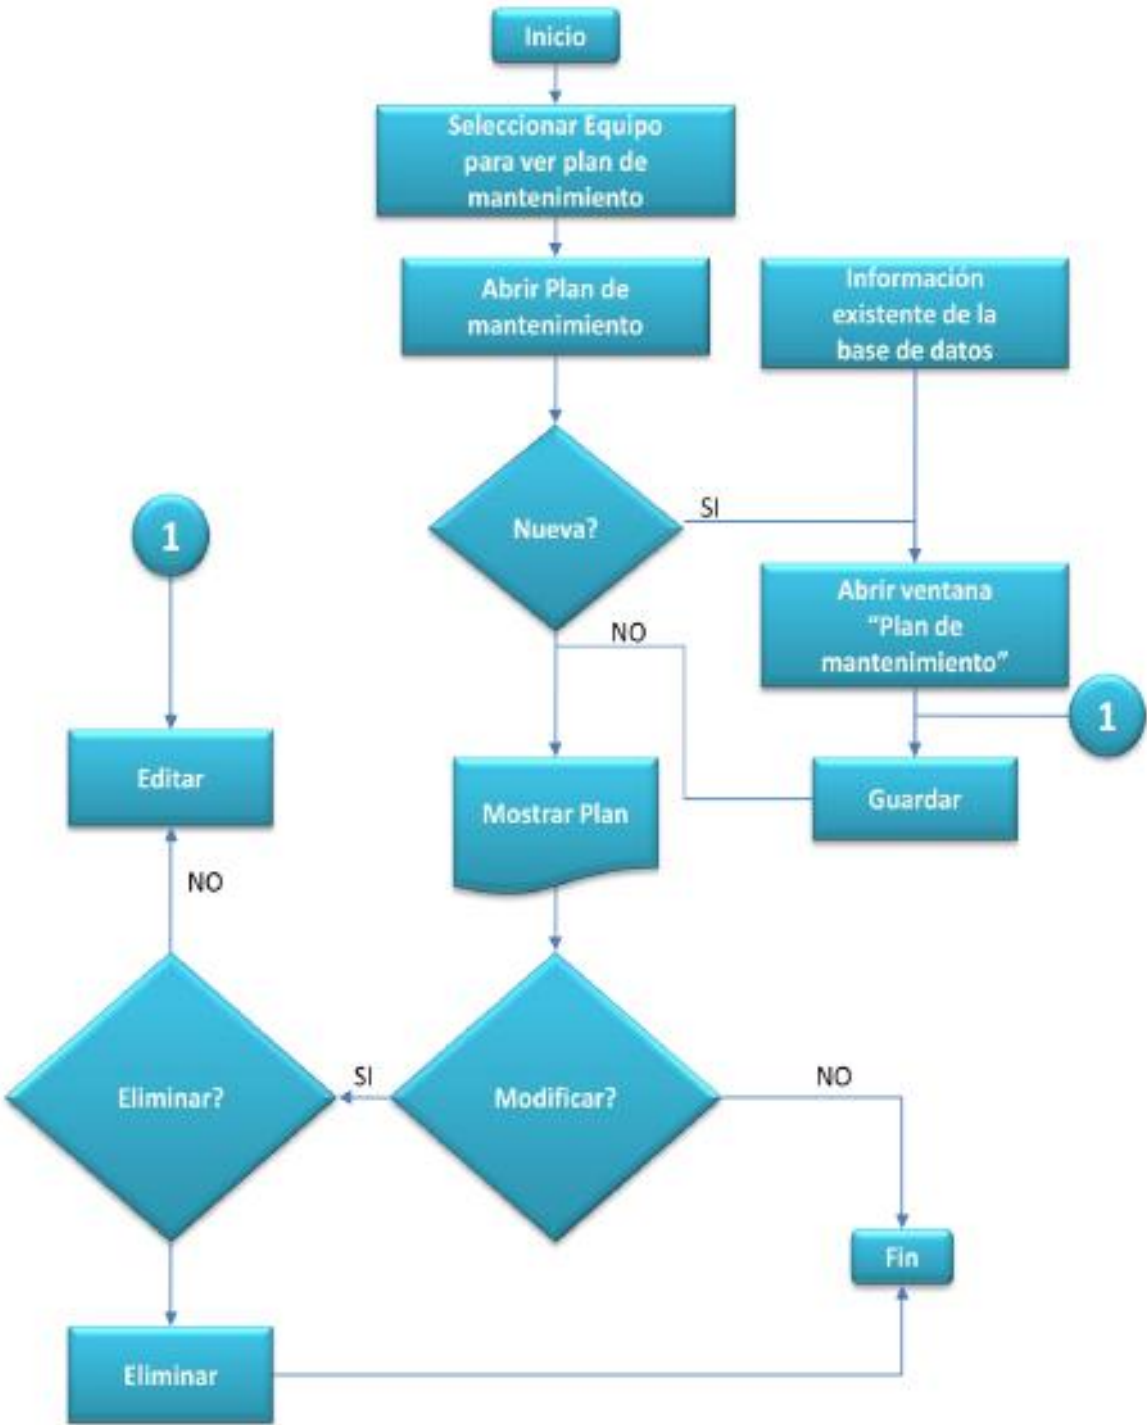 Inicio
Seleccionar Equipo
para ver plan de
mantenimiento
Abrir Plan de
mantenimiento
Información
existente de la
base de datos
Nueva?
SI
1
Abrir ventana
“Plan de
mantenimiento”
NO
1
Editar
Mostrar Plan
Guardar
NO
Eliminar?
SI
Modificar?
NO
Fin
Eliminar